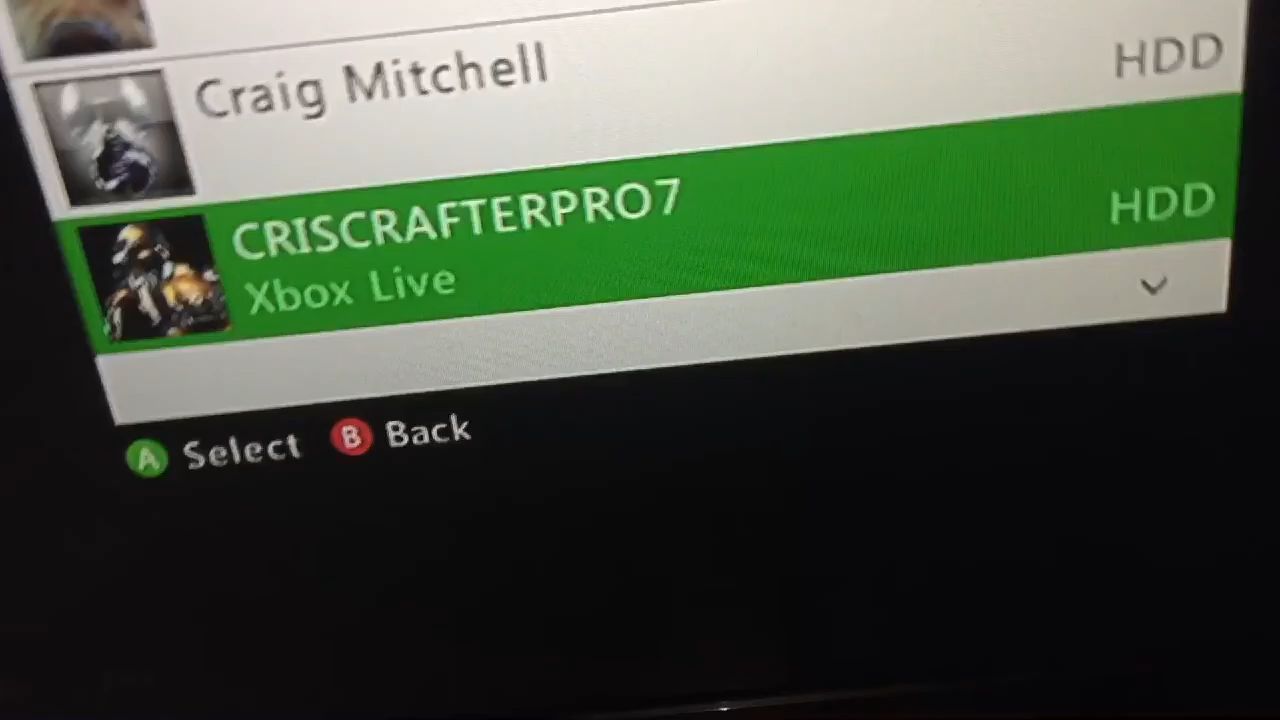 Craig Mitchell
HDD
CRISCRAFTERPRO7
HDD
Xbox Live
A Select B Back